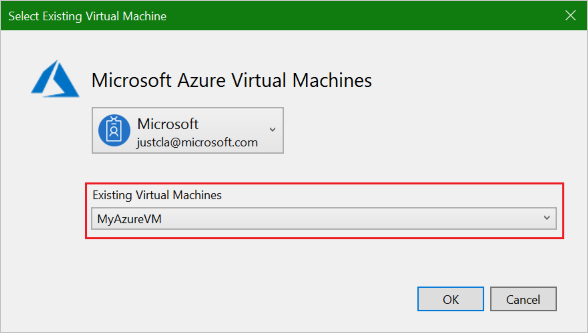 Select Existing Virtual Machine
Microsoft Azure Virtual Machines
Microsoft
justcla@microsoft.com
Existing Virtual Machines
MyAzureVM
OK
Cancel